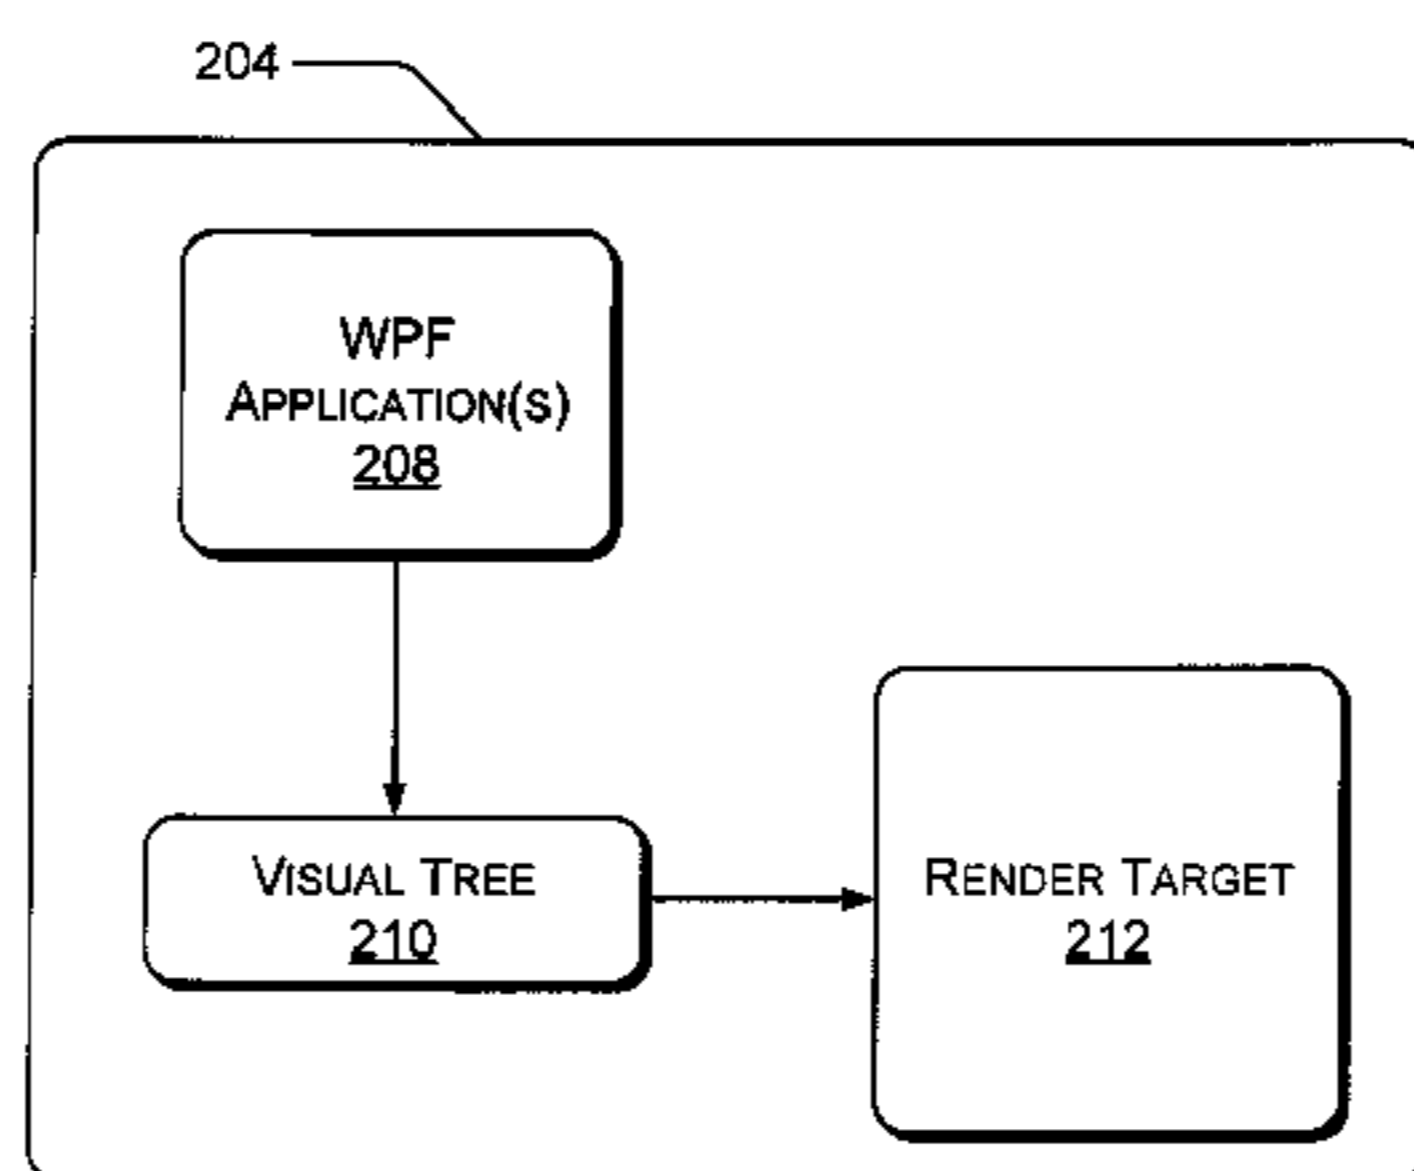 204
WPF
APPLICATION(S)
208
VISUAL TREE
210
RENDER TARGET
212